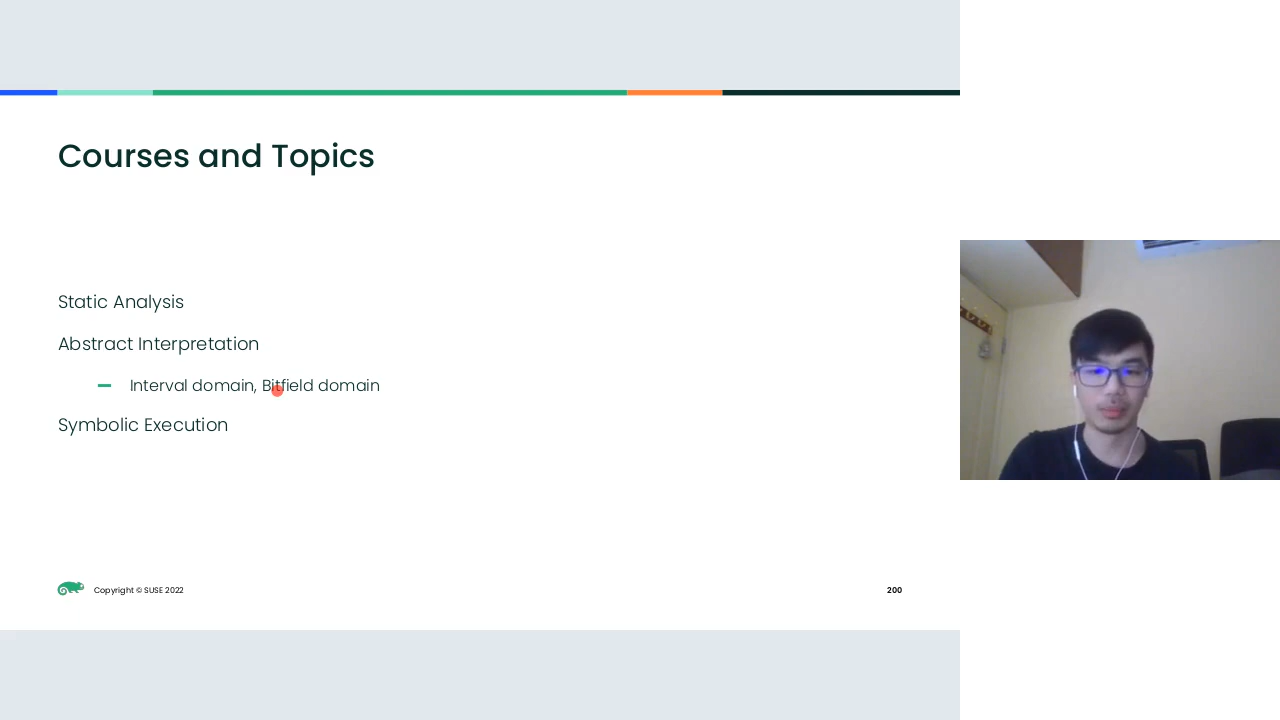 Courses and Topics
Static Analysis
Abstract Interpretation
Interval domain, Bitfield domain
Symbolic Execution
Copyright © SUSE 2022
200